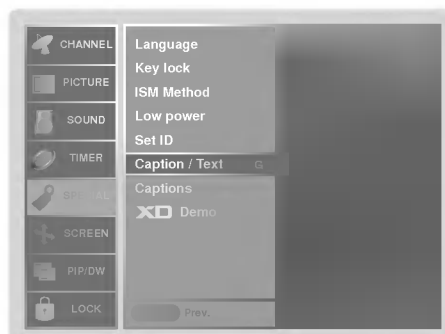 CHANNEL
PICTURE
SOUND
TIMER
SPECIAL
SCREEN
PIP/DW
LOCK
Language
Key lock
ISM Method
Low power
Set ID
Caption / Text G
Captions
XD Demo
Prev.